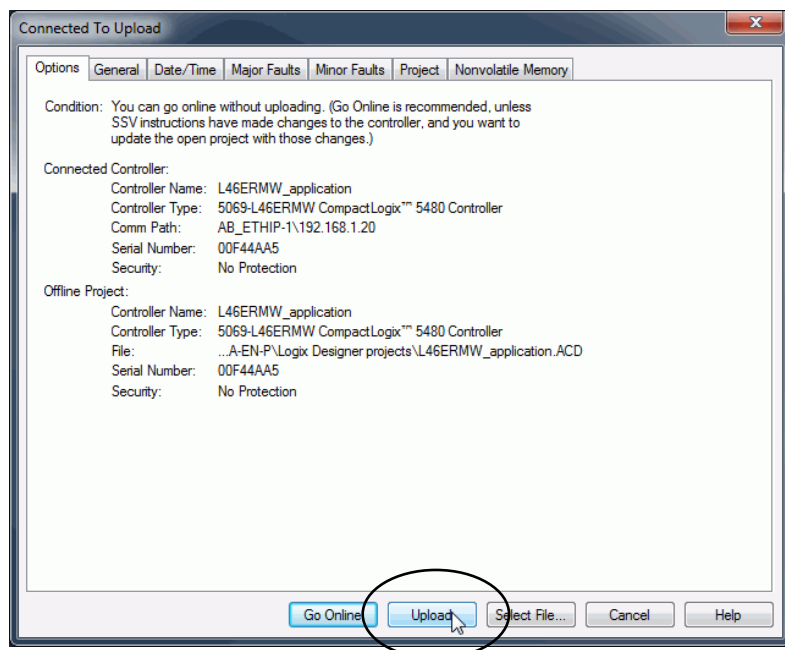 Connected To Upload
Options General Date/Time Major Faults Minor Faults Project Nonvolatile Memory
Condition: You can go online without uploading. (Go Online is recommended, unless
SSV instructions have made changes to the controller, and you want to
update the open project with those changes.)
Connected Controller:
Controller Name: L46ERMW_application
Controller Type: 5069-L46ERMW CompactLogix™ 5480 Controller
Comm Path: AB_ETHIP-1\192.168.1.20
Serial Number: 00F44AA5
Security: No Protection
Offline Project:
Controller Name: L46ERMW_application
Controller Type: 5069-L46ERMW CompactLogix™ 5480 Controller
File: ...A-EN-P\Logix Designer projects\L46ERMW_application.ACD
Serial Number: 00F44AA5
Security: No Protection
Go Online Upload Select File... Cancel Help